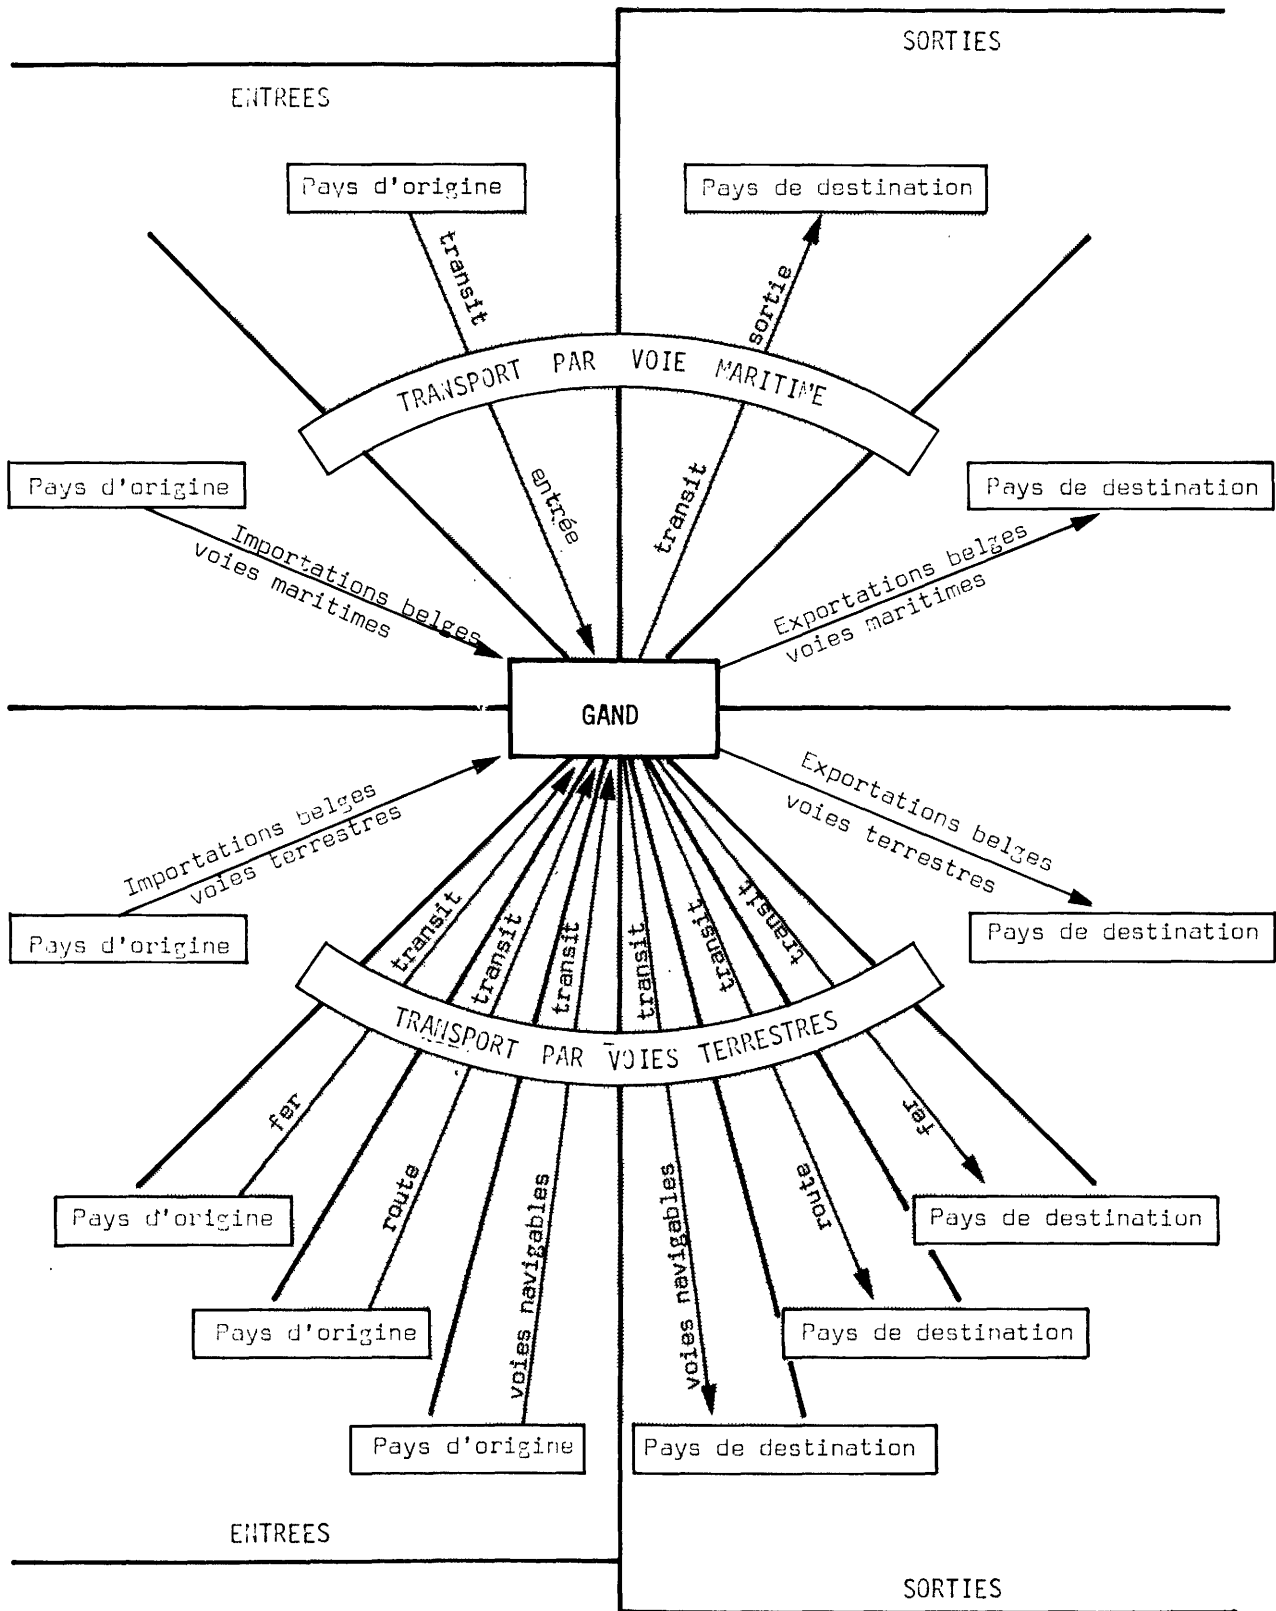 SORTIES
ENTREES
Pays d'origine
Pays de destination
transit
sortie
TRANSPORT PAR VOIE MARITIME
Pays d'origine
Pays de destination
entrée
transit
Importations belges
voies maritimes
Exportations belges
voies maritimes
GAND
Importations belges
voies terrestres
Exportations belges
voies terrestres
Pays d'origine
Pays de destination
transit
transit
transit
transit
transit
transit
TRANSPORT PAR VOIES TERRESTRES
fer
route
voies navigables
voies navigables
route
fer
Pays d'origine
Pays de destination
Pays d'origine
Pays de destination
Pays d'origine
Pays de destination
ENTREES
SORTIES